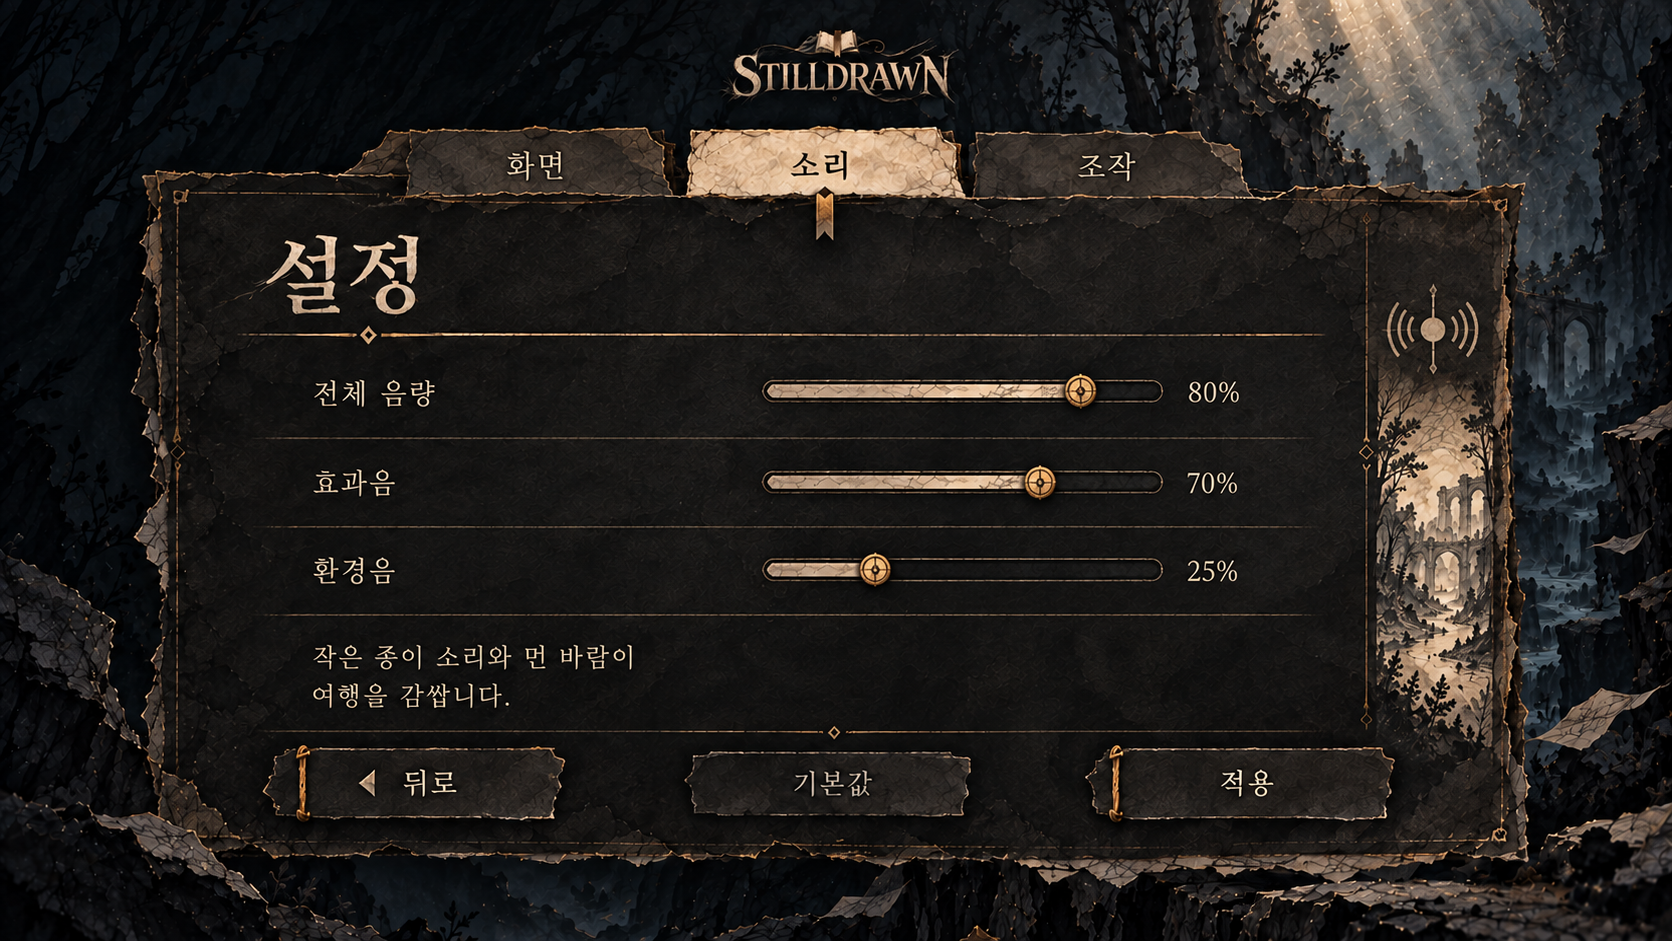 STILLDRAWN
화면
소리
조작
설정
전체 음량
80%
효과음
70%
환경음
25%
작은 종이 소리와 먼 바람이
여행을 감쌉니다.
뒤로
기본값
적용